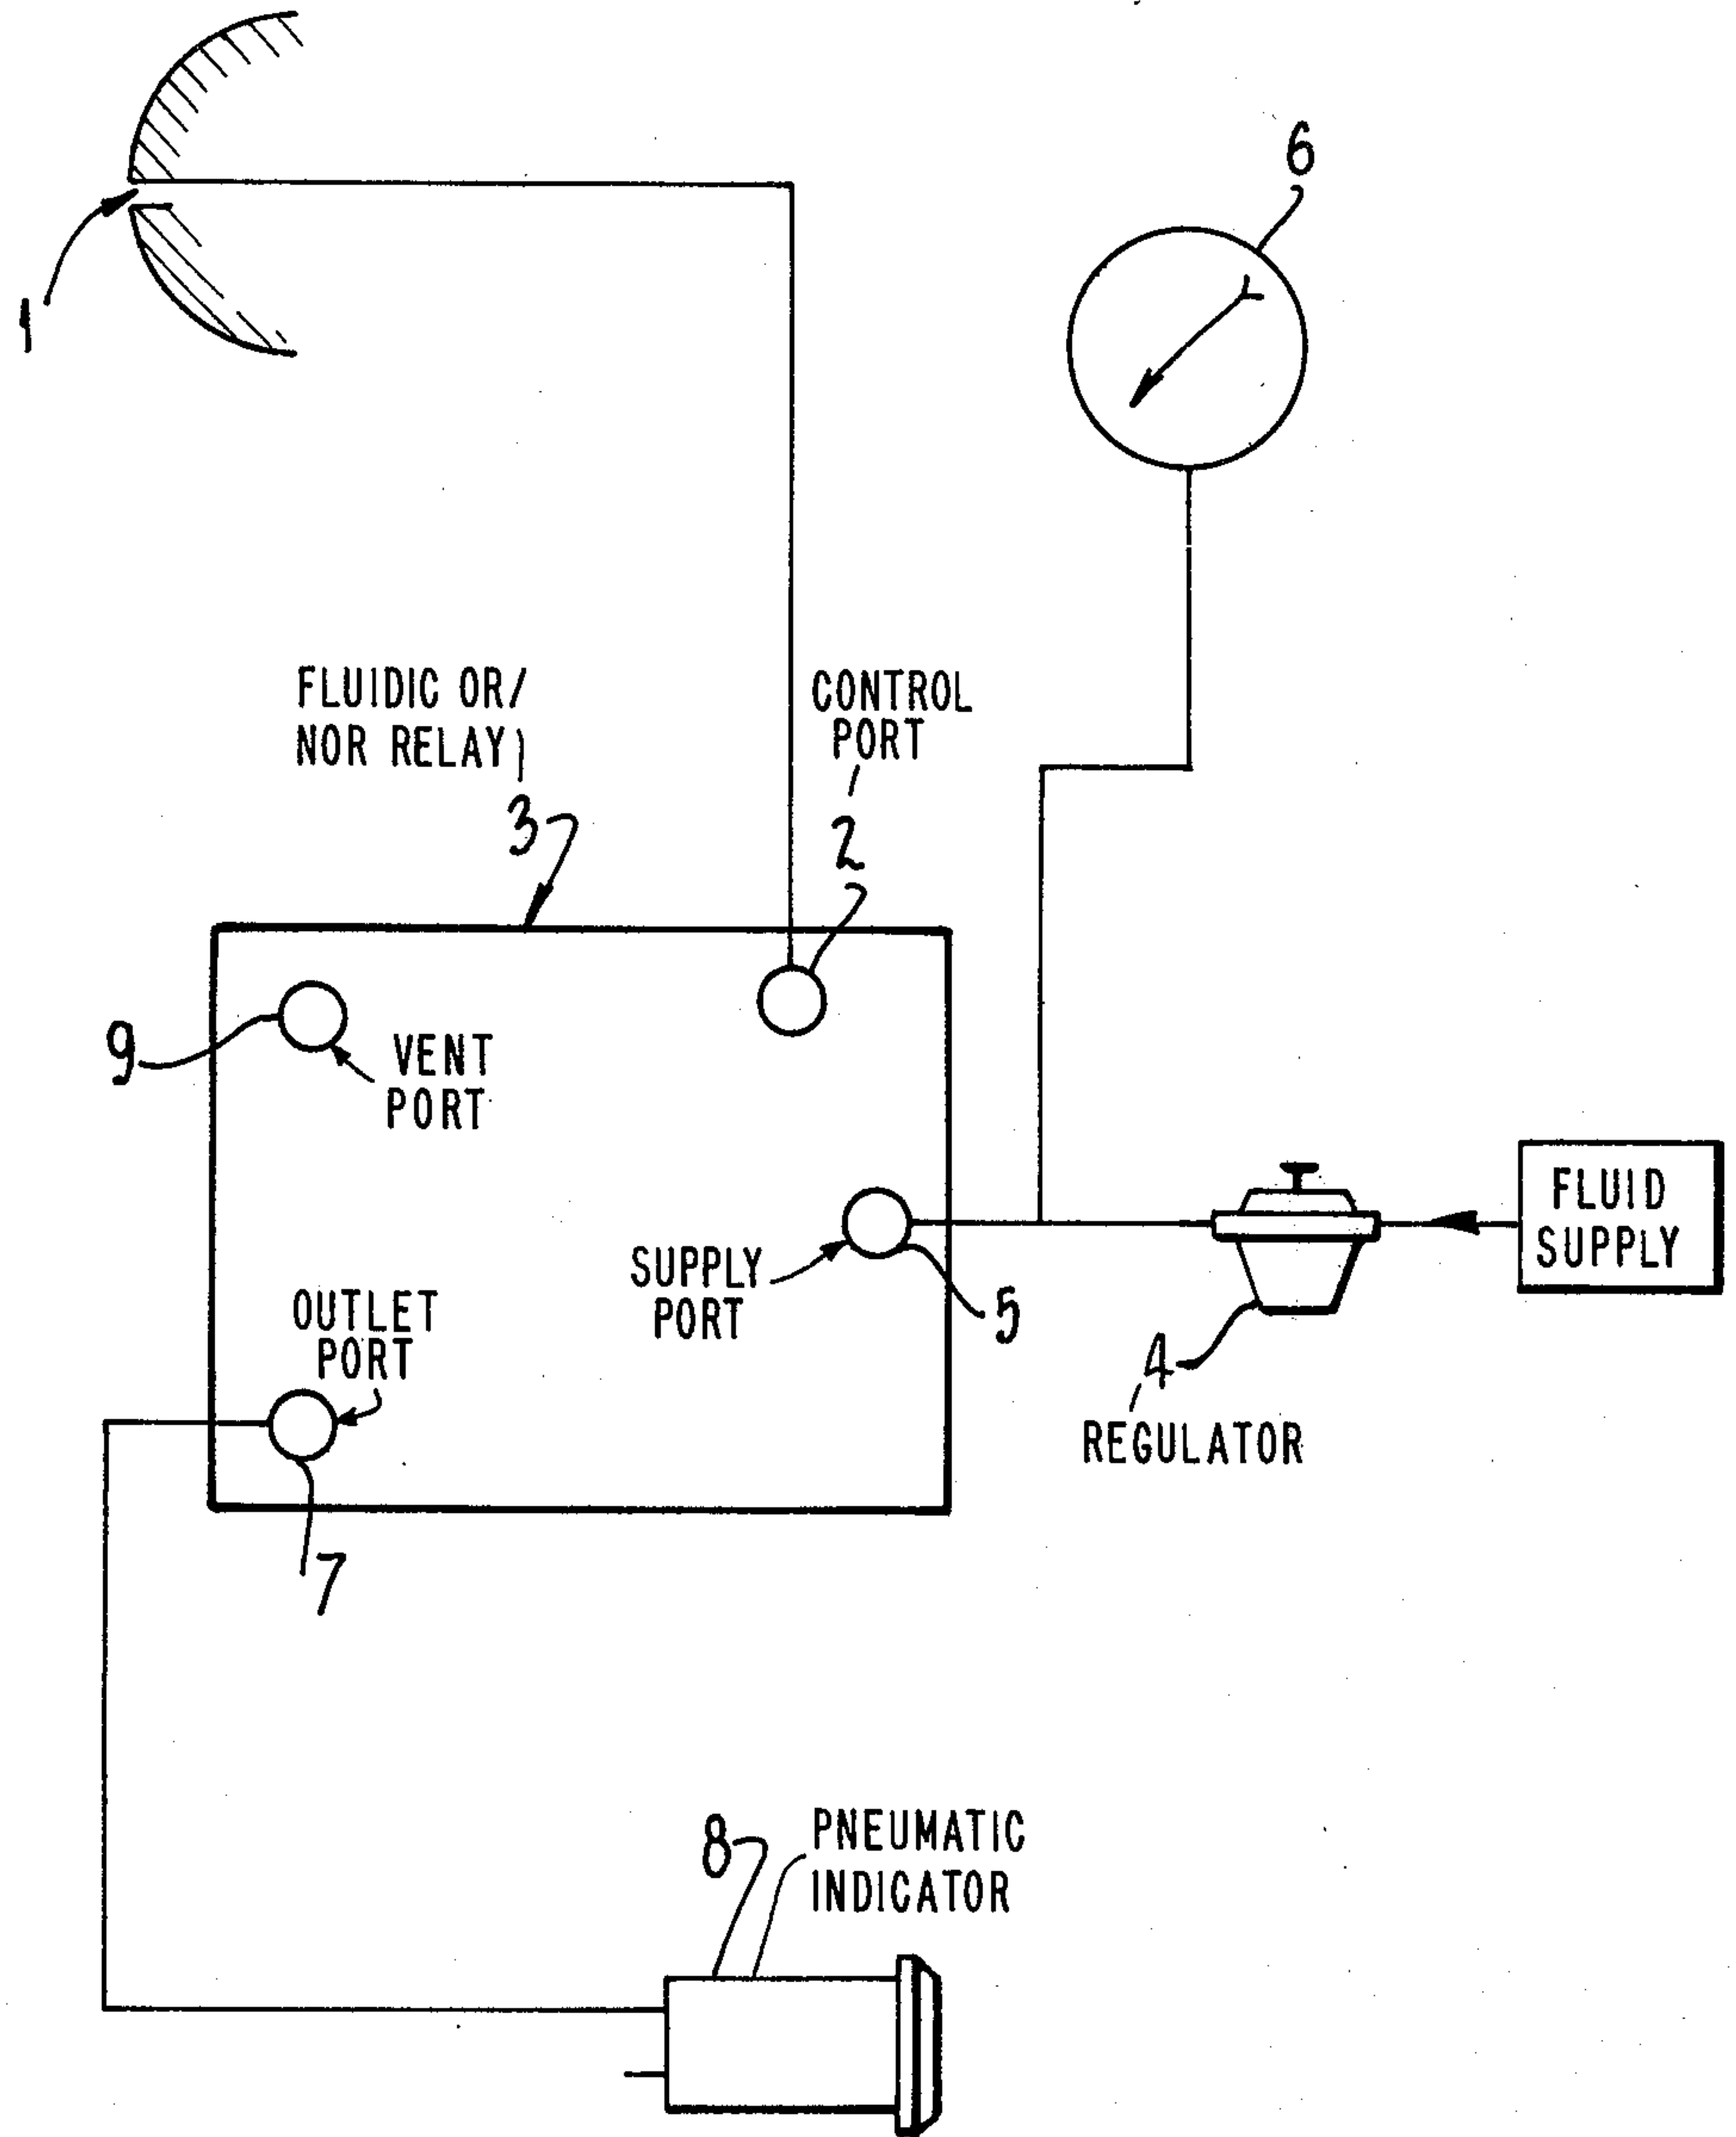 6
1
FLUIDIC OR/
NOR RELAY
3
CONTROL
PORT
2
9
VENT
PORT
FLUID
SUPPLY
SUPPLY
PORT
5
OUTLET
PORT
4
REGULATOR
7
8
PNEUMATIC
INDICATOR